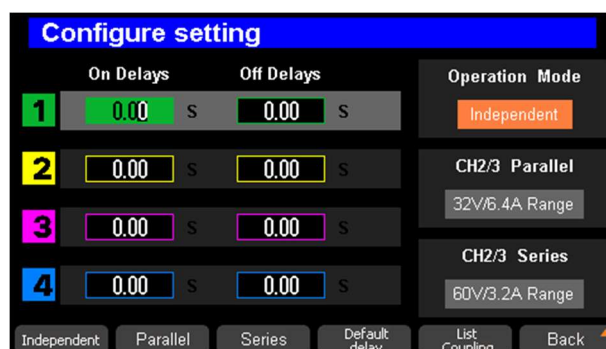 Configure setting
On Delays Off Delays
1 0.00 S 0.00 S
2 0.00 S 0.00 S
3 0.00 S 0.00 S
4 0.00 S 0.00 S
Operation Mode
Independent
CH2/3 Parallel
32V/6.4A Range
CH2/3 Series
60V/3.2A Range
Independent Parallel Series Default delay List Coupling Back